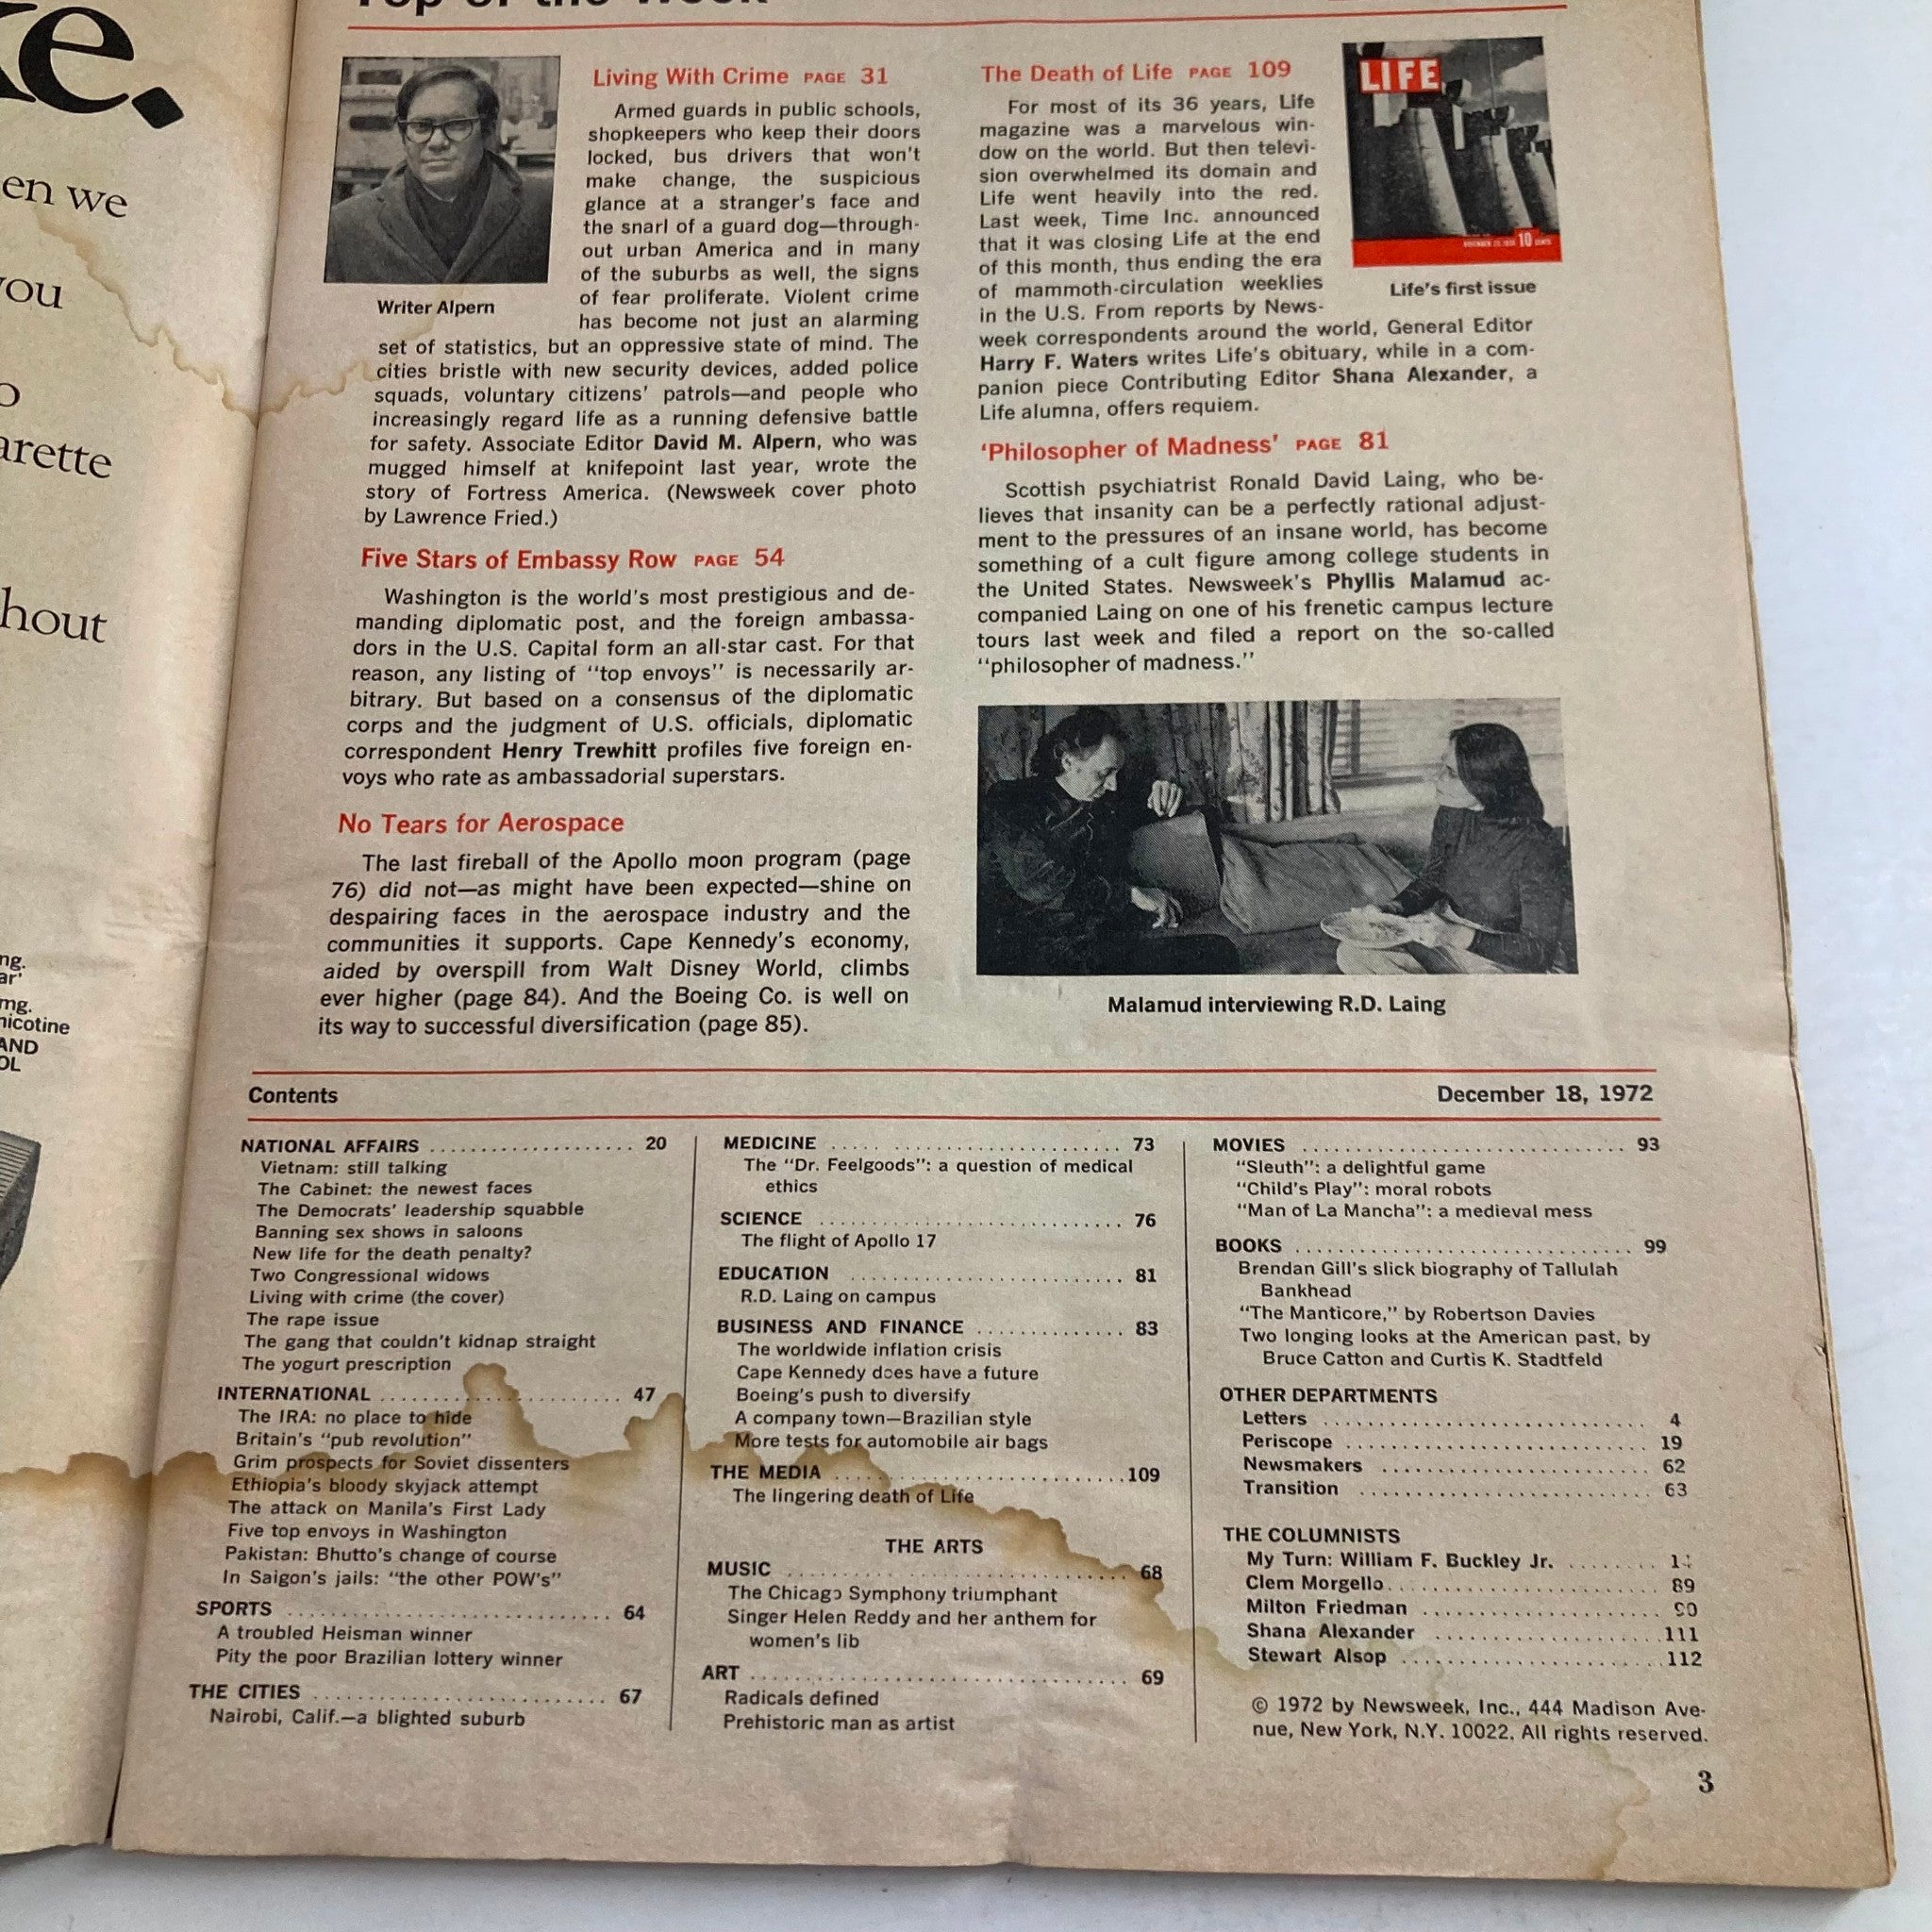 ke.
en we
you
o
arette
hout
ng.
ar'
mg.
nicotine
AND
OL
Top of the Week
Living With Crime PAGE 31
Armed guards in public schools,
shopkeepers who keep their doors
locked, bus drivers that won't
make change, the suspicious
glance at a stranger's face and
the snarl of a guard dog—through-
out urban America and in many
of the suburbs as well, the signs
of fear proliferate. Violent crime
has become not just an alarming
Writer Alpern
set of statistics, but an oppressive state of mind. The
cities bristle with new security devices, added police
squads, voluntary citizens' patrols—and people who
increasingly regard life as a running defensive battle
for safety. Associate Editor David M. Alpern, who was
mugged himself at knifepoint last year, wrote the
story of Fortress America. (Newsweek cover photo
by Lawrence Fried.)
Five Stars of Embassy Row PAGE 54
Washington is the world's most prestigious and de-
manding diplomatic post, and the foreign ambassa-
dors in the U.S. Capital form an all-star cast. For that
reason, any listing of "top envoys" is necessarily ar-
bitrary. But based on a consensus of the diplomatic
corps and the judgment of U.S. officials, diplomatic
correspondent Henry Trewhitt profiles five foreign en-
voys who rate as ambassadorial superstars.
No Tears for Aerospace
The last fireball of the Apollo moon program (page
76) did not—as might have been expected—shine on
despairing faces in the aerospace industry and the
communities it supports. Cape Kennedy's economy,
aided by overspill from Walt Disney World, climbs
ever higher (page 84). And the Boeing Co. is well on
its way to successful diversification (page 85).
The Death of Life PAGE 109
For most of its 36 years, Life
magazine was a marvelous win-
dow on the world. But then televi-
sion overwhelmed its domain and
Life went heavily into the red.
Last week, Time Inc. announced
that it was closing Life at the end
of this month, thus ending the era
of mammoth-circulation weeklies
in the U.S. From reports by News-
week correspondents around the world, General Editor
Harry F. Waters writes Life's obituary, while in a com-
panion piece Contributing Editor Shana Alexander, a
Life alumna, offers requiem.
LIFE
10 CENTS
Life's first issue
'Philosopher of Madness' PAGE 81
Scottish psychiatrist Ronald David Laing, who be-
lieves that insanity can be a perfectly rational adjust-
ment to the pressures of an insane world, has become
something of a cult figure among college students in
the United States. Newsweek's Phyllis Malamud ac-
companied Laing on one of his frenetic campus lecture
tours last week and filed a report on the so-called
"philosopher of madness."
Malamud interviewing R.D. Laing
Contents
December 18, 1972
NATIONAL AFFAIRS 20
Vietnam: still talking
The Cabinet: the newest faces
The Democrats' leadership squabble
Banning sex shows in saloons
New life for the death penalty?
Two Congressional widows
Living with crime (the cover)
The rape issue
The gang that couldn't kidnap straight
The yogurt prescription
INTERNATIONAL 47
The IRA: no place to hide
Britain's "pub revolution"
Grim prospects for Soviet dissenters
Ethiopia's bloody skyjack attempt
The attack on Manila's First Lady
Five top envoys in Washington
Pakistan: Bhutto's change of course
In Saigon's jails: "the other POW's"
SPORTS 64
A troubled Heisman winner
Pity the poor Brazilian lottery winner
THE CITIES 67
Nairobi, Calif.—a blighted suburb
MEDICINE 73
The "Dr. Feelgoods": a question of medical
ethics
SCIENCE 76
The flight of Apollo 17
EDUCATION 81
R.D. Laing on campus
BUSINESS AND FINANCE 83
The worldwide inflation crisis
Cape Kennedy does have a future
Boeing's push to diversify
A company town—Brazilian style
More tests for automobile air bags
THE MEDIA 109
The lingering death of Life
THE ARTS
MUSIC 68
The Chicago Symphony triumphant
Singer Helen Reddy and her anthem for
women's lib
ART 69
Radicals defined
Prehistoric man as artist
MOVIES 93
"Sleuth": a delightful game
"Child's Play": moral robots
"Man of La Mancha": a medieval mess
BOOKS 99
Brendan Gill's slick biography of Tallulah
Bankhead
"The Manticore," by Robertson Davies
Two longing looks at the American past, by
Bruce Catton and Curtis K. Stadtfeld
OTHER DEPARTMENTS
Letters 4
Periscope 19
Newsmakers 62
Transition 63
THE COLUMNISTS
My Turn: William F. Buckley Jr.
Clem Morgello 89
Milton Friedman 90
Shana Alexander 111
Stewart Alsop 112
© 1972 by Newsweek, Inc., 444 Madison Ave-
nue, New York, N.Y. 10022, All rights reserved.
3